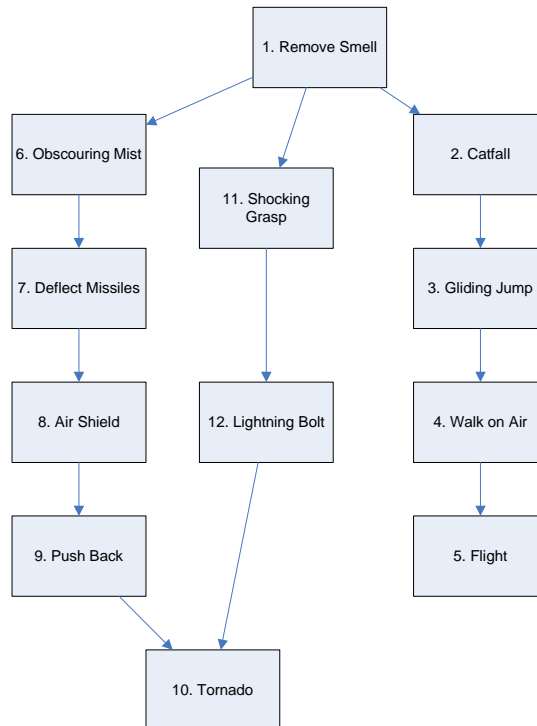 1. Remove Smell
6. Obscouring Mist
2. Catfall
11. Shocking
Grasp
7. Deflect Missiles
3. Gliding Jump
8. Air Shield
12. Lightning Bolt
4. Walk on Air
9. Push Back
5. Flight
10. Tornado